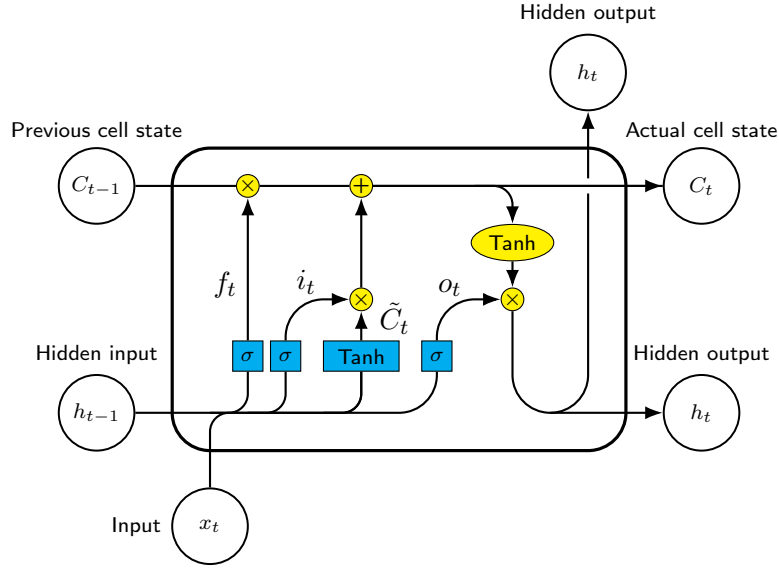 Hidden output
h_t
Previous cell state
Actual cell state
C_{t−1}
×
+
C_t
Tanh
f_t
i_t
×
C̃_t
o_t
×
Hidden input
σ
σ
Tanh
σ
Hidden output
h_{t−1}
h_t
Input
x_t